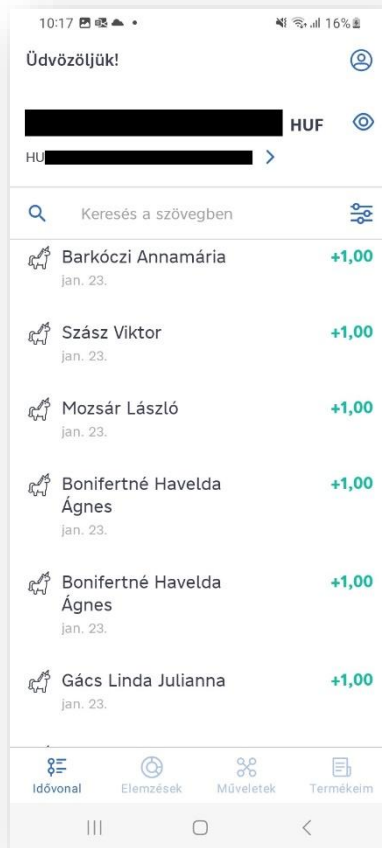 10:17
16%
Üdvözöljük!
HUF
HU
Keresés a szövegben
Barkóczi Annamária +1,00
jan. 23.
Szász Viktor +1,00
jan. 23.
Mozsár László +1,00
jan. 23.
Bonifertné Havelda +1,00
Ágnes
jan. 23.
Bonifertné Havelda +1,00
Ágnes
jan. 23.
Gács Linda Julianna +1,00
jan. 23.
Idővonal Elemzések Műveletek Termékeim